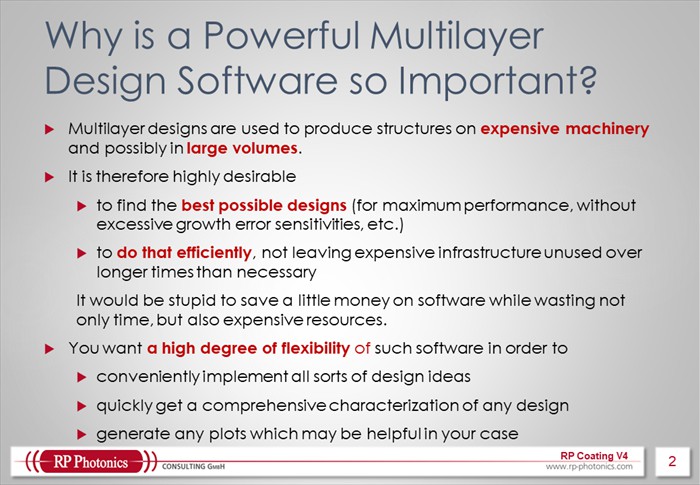 Why is a Powerful Multilayer
Design Software so Important?
Multilayer designs are used to produce structures on expensive machinery
and possibly in large volumes.
It is therefore highly desirable
to find the best possible designs (for maximum performance, without
excessive growth error sensitivities, etc.)
to do that efficiently, not leaving expensive infrastructure unused over
longer times than necessary
It would be stupid to save a little money on software while wasting not
only time, but also expensive resources.
You want a high degree of flexibility of such software in order to
conveniently implement all sorts of design ideas
quickly get a comprehensive characterization of any design
generate any plots which may be helpful in your case
RP Photonics CONSULTING GmbH
RP Coating V4
www.rp-photonics.com
2